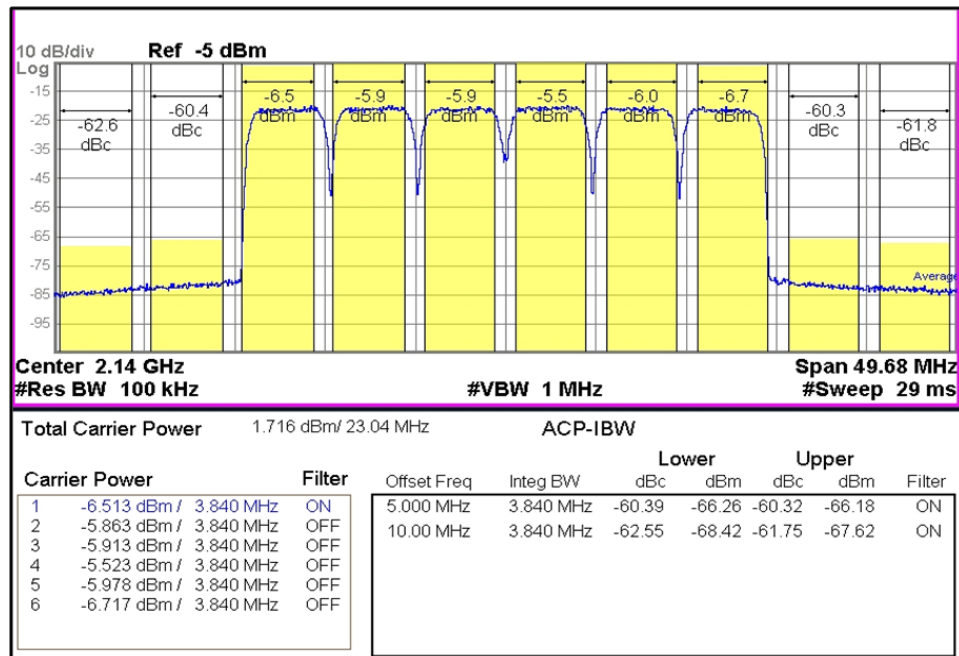 10 dB/div Ref -5 dBm
Log
-15
-25
-35
-45
-55
-65
-75
-85
-95
-62.6 dBc
-60.4 dBc
-6.5 dBm
-5.9 dBm
-5.9 dBm
-5.5 dBm
-6.0 dBm
-6.7 dBm
-60.3 dBc
-61.8 dBc
Average
Center 2.14 GHz Span 49.68 MHz
#Res BW 100 kHz #VBW 1 MHz #Sweep 29 ms
Total Carrier Power 1.716 dBm/ 23.04 MHz ACP-IBW
Lower Upper
Carrier Power Filter
Offset Freq Integ BW dBc dBm dBc dBm Filter
1 -6.513 dBm / 3.840 MHz ON
2 -5.863 dBm / 3.840 MHz OFF
3 -5.913 dBm / 3.840 MHz OFF
4 -5.523 dBm / 3.840 MHz OFF
5 -5.978 dBm / 3.840 MHz OFF
6 -6.717 dBm / 3.840 MHz OFF
5.000 MHz 3.840 MHz -60.39 -66.26 -60.32 -66.18 ON
10.00 MHz 3.840 MHz -62.55 -68.42 -61.75 -67.62 ON